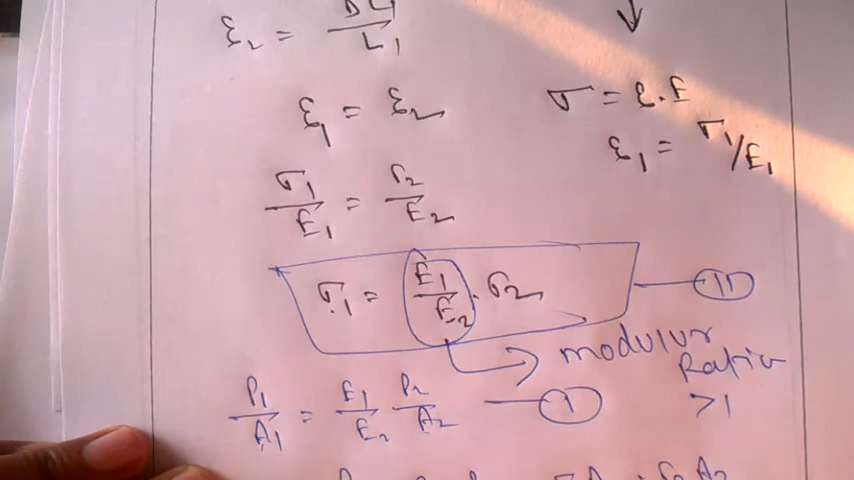 ε₂ = ΔL₁/L₁
ε₁ = ε₂
σ = ε.E
ε₁ = σ₁/E₁
σ₁/E₁ = σ₂/E₂
σ₁ = E₁/E₂ . σ₂ — II
modulur
Ratio
>1
P₁/A₁ = E₁/E₂ P₂/A₂ — I